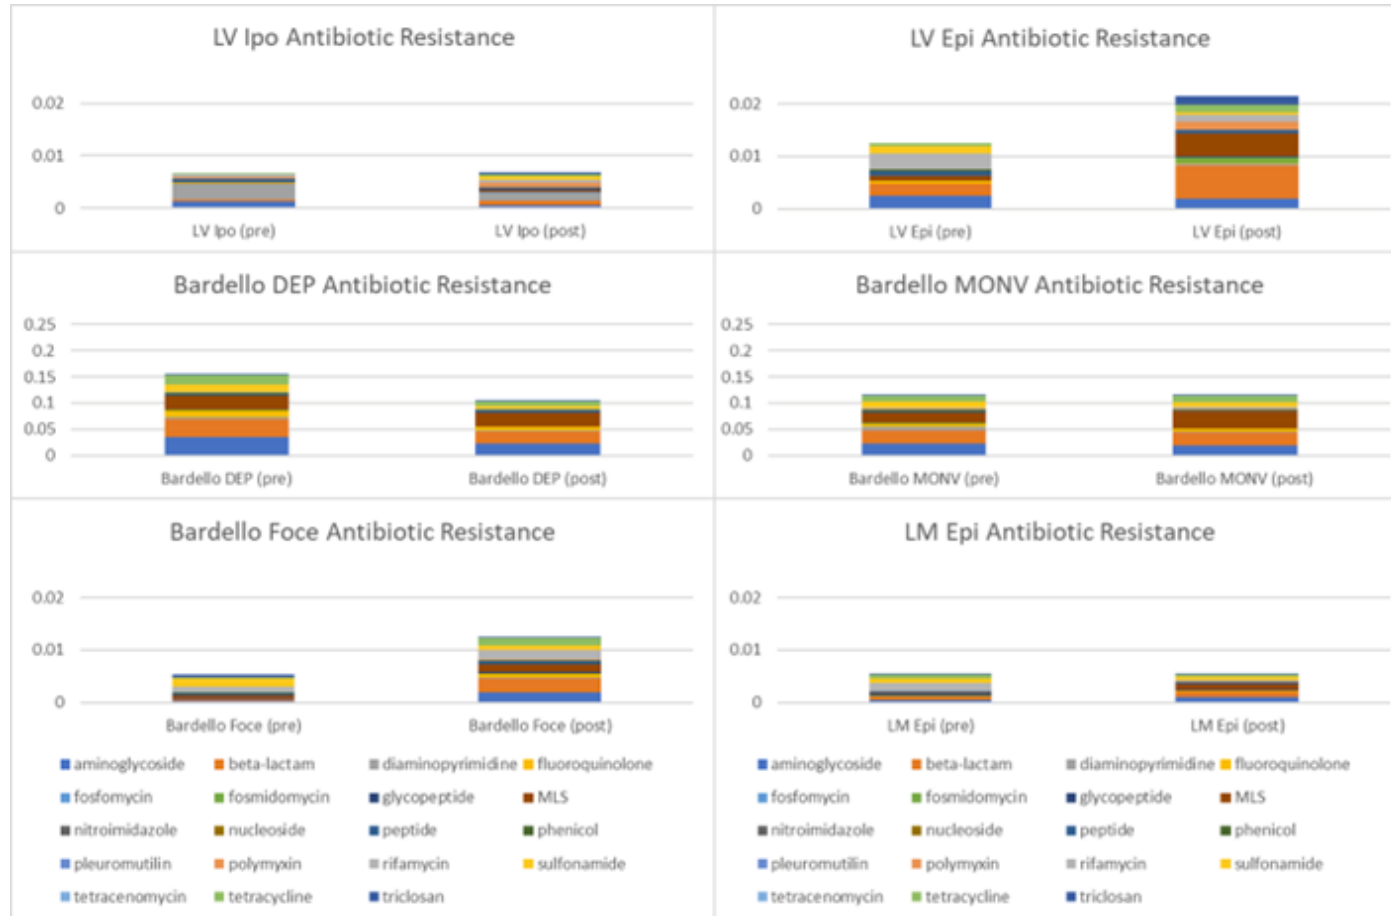 LV Ipo Antibiotic Resistance
0.02
0.01
0
LV Ipo (pre) LV Ipo (post)
LV Epi Antibiotic Resistance
0.02
0.01
0
LV Epi (pre) LV Epi (post)
Bardello DEP Antibiotic Resistance
0.25
0.2
0.15
0.1
0.05
0
Bardello DEP (pre) Bardello DEP (post)
Bardello MONV Antibiotic Resistance
0.25
0.2
0.15
0.1
0.05
0
Bardello MONV (pre) Bardello MONV (post)
Bardello Foce Antibiotic Resistance
0.02
0.01
0
Bardello Foce (pre) Bardello Foce (post)
aminoglycoside beta-lactam diaminopyrimidine fluoroquinolone
fosfomycin fosmidomycin glycopeptide MLS
nitroimidazole nucleoside peptide phenicol
pleuromutilin polymyxin rifamycin sulfonamide
tetracenomycin tetracycline triclosan
LM Epi Antibiotic Resistance
0.02
0.01
0
LM Epi (pre) LM Epi (post)
aminoglycoside beta-lactam diaminopyrimidine fluoroquinolone
fosfomycin fosmidomycin glycopeptide MLS
nitroimidazole nucleoside peptide phenicol
pleuromutilin polymyxin rifamycin sulfonamide
tetracenomycin tetracycline triclosan